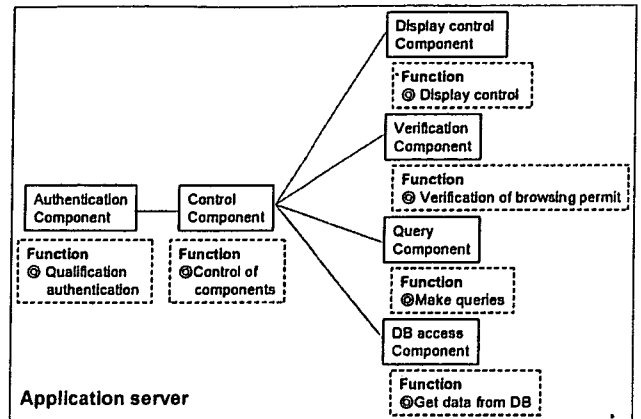 Display control
Component
Function
◎ Display control
Verification
Component
Function
◎ Verification of browsing permit
Authentication
Component
Function
◎ Qualification
authentication
Control
Component
Function
◎Control of
components
Query
Component
Function
◎Make queries
DB access
Component
Function
◎Get data from DB
Application server